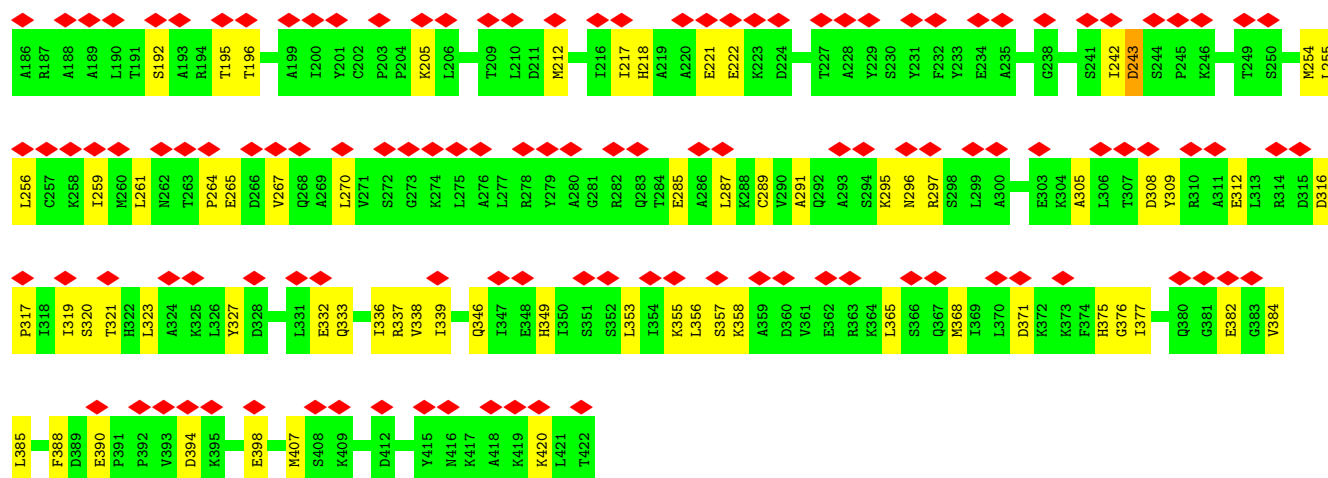 A186 R187 A188 A189 L190 T191 S192 A193 R194 T195 T196 A199 I200 Y201 C202 P203 P204 K205 L206 T209 L210 D211 M212 I216 I217 H218 A219 A220 E221 E222 K223 D224 T227 A228 Y229 S230 Y231 F232 Y233 E234 A235 G238 S241 I242 D243 S244 P245 K246 T249 S250 M254 L255
L256 C257 K258 I259 M260 L261 N262 T263 P264 E265 D266 V267 Q268 A269 L270 V271 S272 G273 K274 L275 A276 L277 R278 Y279 A280 G281 R282 Q283 T284 E285 A286 L287 K288 C289 V290 A291 Q292 A293 S294 K295 N296 R297 S298 L299 A300 E303 K304 A305 L306 T307 D308 Y309 R310 A311 E312 L313 R314 D315 D316
P317 I318 I319 S320 T321 H322 L323 A324 K325 L326 Y327 D328 L331 E332 Q333 I336 R337 V338 I339 Q346 I347 E348 H349 I350 S351 S352 L353 I354 K355 L356 S357 K358 A359 D360 V361 E362 R363 K364 L365 S366 Q367 M368 I369 L370 D371 K372 K373 F374 H375 G376 I377 Q380 G381 E382 G383 V384
L385 F388 D389 E390 P391 P392 V393 D394 K395 E398 M407 S408 K409 D412 Y415 N416 K417 A418 K419 K420 L421 T422